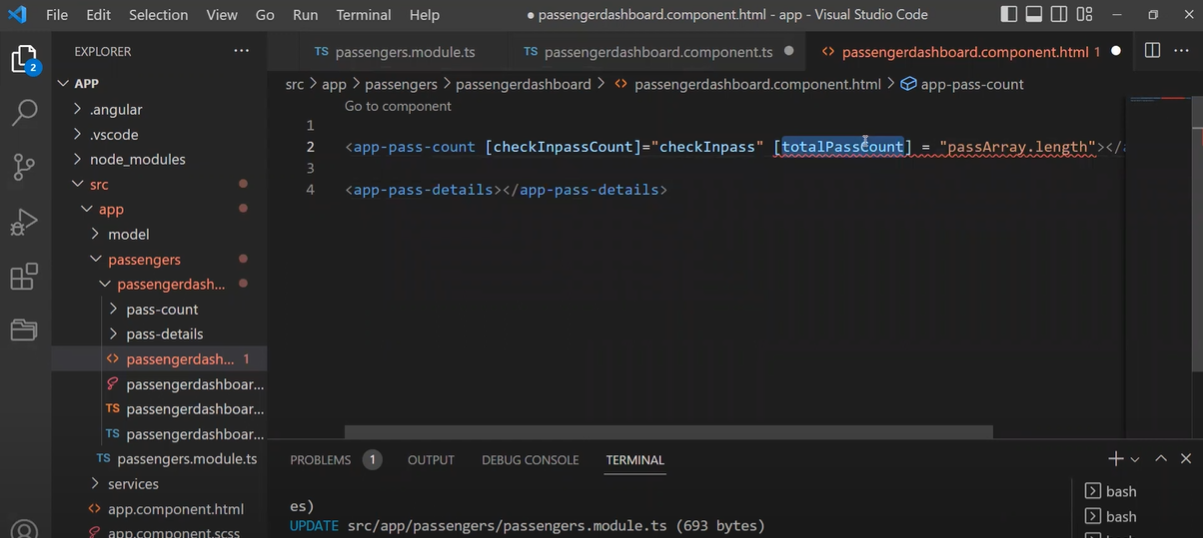 File Edit Selection View Go Run Terminal Help ● passengerdashboard.component.html - app - Visual Studio Code
EXPLORER ···
TS passengers.module.ts TS passengerdashboard.component.ts ● <> passengerdashboard.component.html 1 ● ···
2
APP
src > app > passengers > passengerdashboard > <> passengerdashboard.component.html > app-pass-count
.angular
Go to component
.vscode
1
2 <app-pass-count [checkInpassCount]="checkInpass" [totalPassCount] = "passArray.length"></a
node_modules
3
src
4 <app-pass-details></app-pass-details>
app
model
passengers
passengerdash...
pass-count
pass-details
<> passengerdash... 1
passengerdashboar...
TS passengerdashboar...
TS passengerdashboar...
TS passengers.module.ts
services
<> app.component.html
app.component.scss
PROBLEMS 1 OUTPUT DEBUG CONSOLE TERMINAL
es)
UPDATE src/app/passengers/passengers.module.ts (693 bytes)
bash
bash